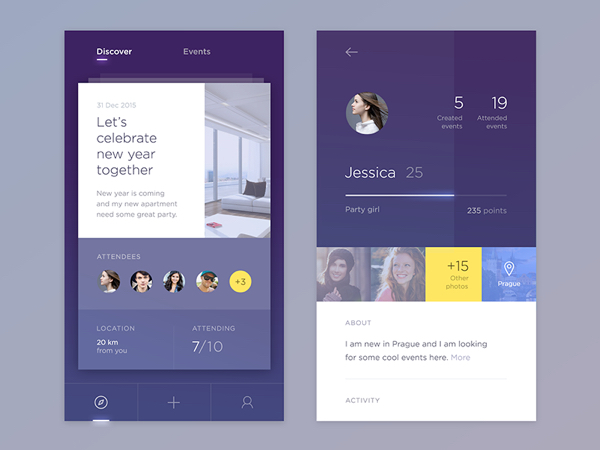 Discover Events
31 Dec 2015
Let's
celebrate
new year
together
New year is coming
and my new apartment
need some great party.
ATTENDEES
+3
LOCATION
20 km
from you
ATTENDING
7/10
5
Created
events
19
Attended
events
Jessica 25
Party girl 235 points
+15
Other
photos
Prague
ABOUT
I am new in Prague and I am looking
for some cool events here. More
ACTIVITY